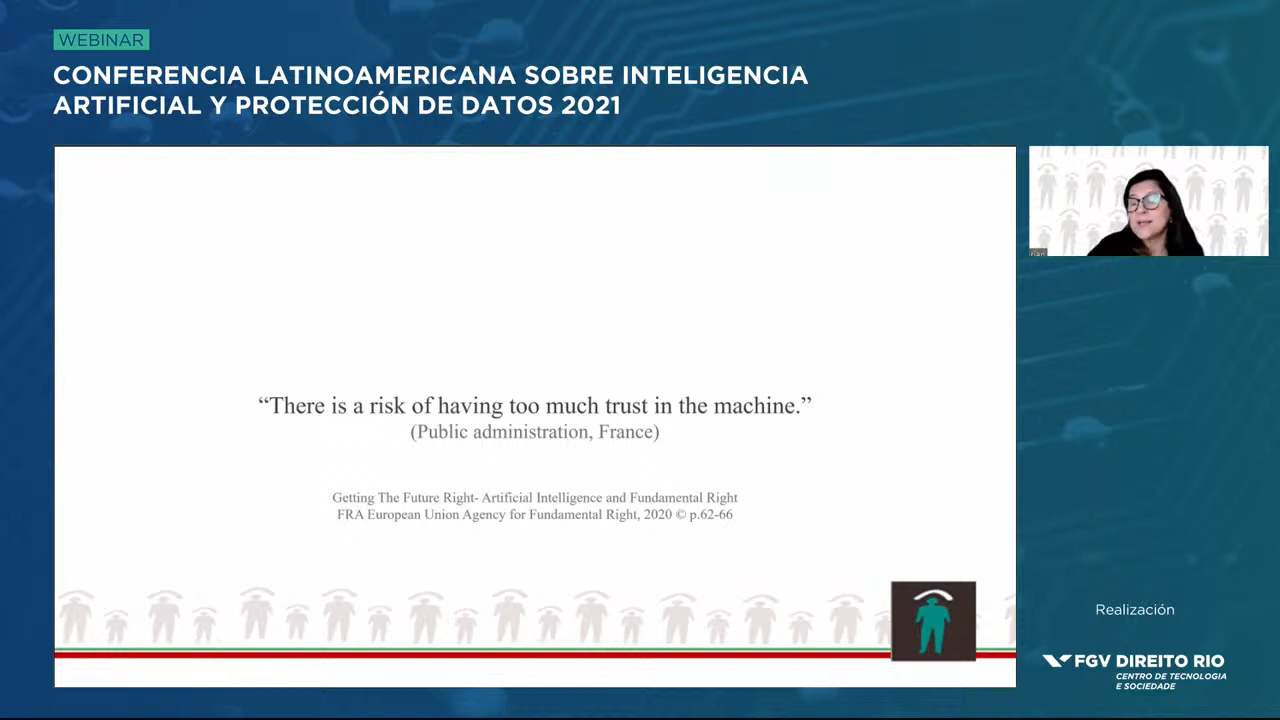 WEBINAR
CONFERENCIA LATINOAMERICANA SOBRE INTELIGENCIA
ARTIFICIAL Y PROTECCIÓN DE DATOS 2021
“There is a risk of having too much trust in the machine.”
(Public administration, France)
Getting The Future Right- Artificial Intelligence and Fundamental Right
FRA European Union Agency for Fundamental Right, 2020 © p.62-66
Realización
FGV DIREITO RIO
CENTRO DE TECNOLOGIA
E SOCIEDADE